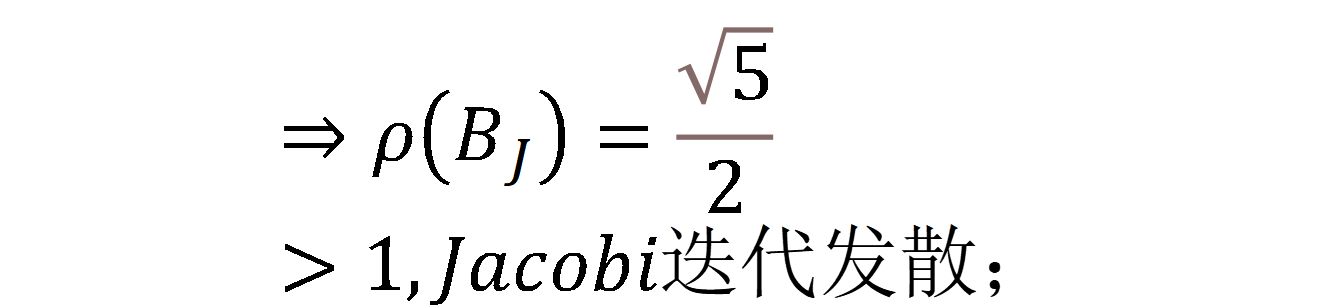 ⇒ ρ(B_J) = √5/2
> 1, Jacobi迭代发散；